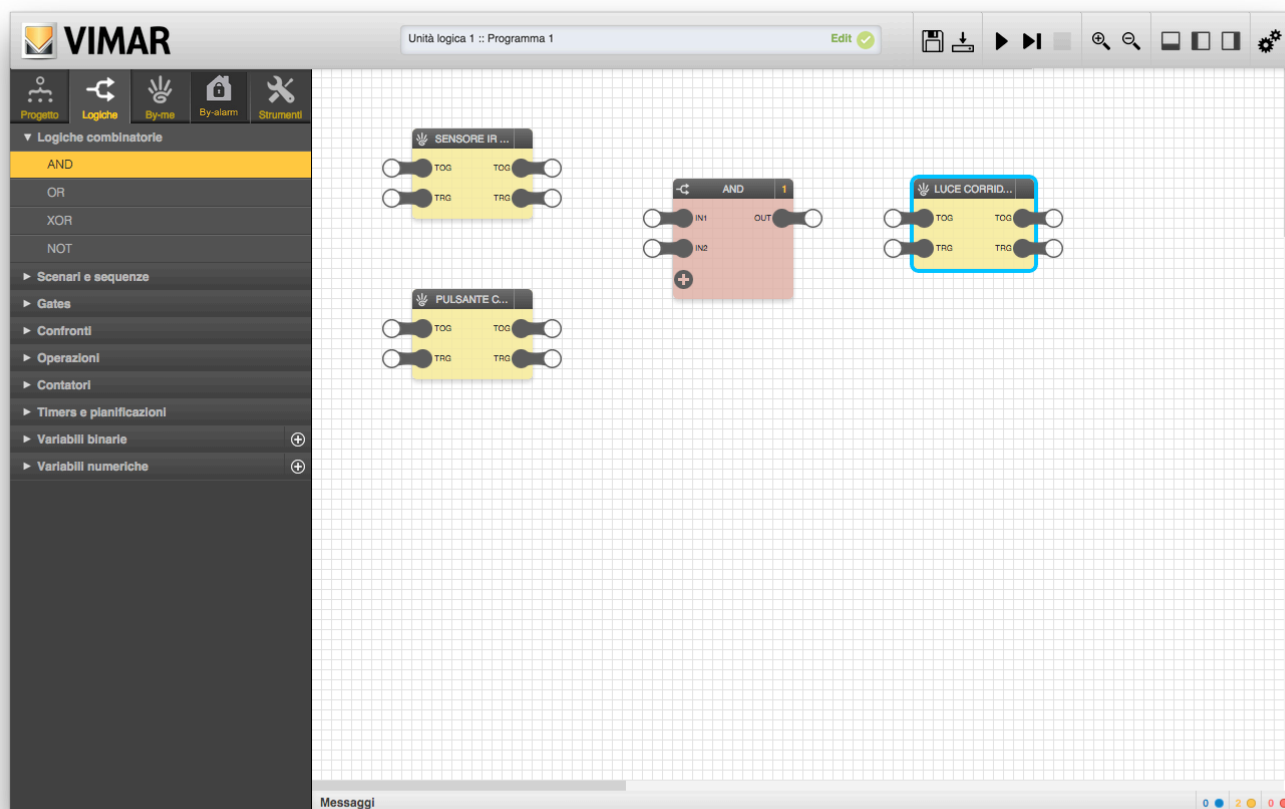 VIMAR
Unità logica 1 :: Programma 1
Edit
Progetto
Logiche
By-me
By-alarm
Strumenti
▼ Logiche combinatorie
AND
OR
XOR
NOT
► Scenari e sequenze
► Gates
► Confronti
► Operazioni
► Contatori
► Timers e pianificazioni
► Variabili binarie
► Variabili numeriche
SENSORE IR ...
TOG TOG
TRG TRG
PULSANTE C...
TOG TOG
TRG TRG
AND 1
IN1 OUT
IN2
LUCE CORRID...
TOG TOG
TRG TRG
Messaggi
0 2 0